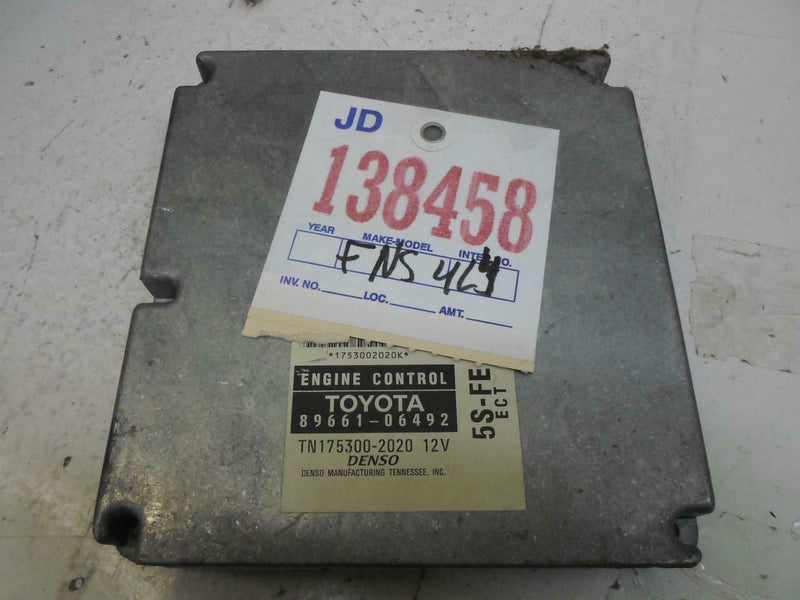 JD
138458
YEAR MAKE-MODEL
FNS 4L4
INV. NO. LOC. AMT.
*1753002020K*
ENGINE CONTROL
TOYOTA
89661-06492
TN175300-2020 12V
DENSO
DENSO MANUFACTURING TENNESSEE, INC.
5S-FE
ECT